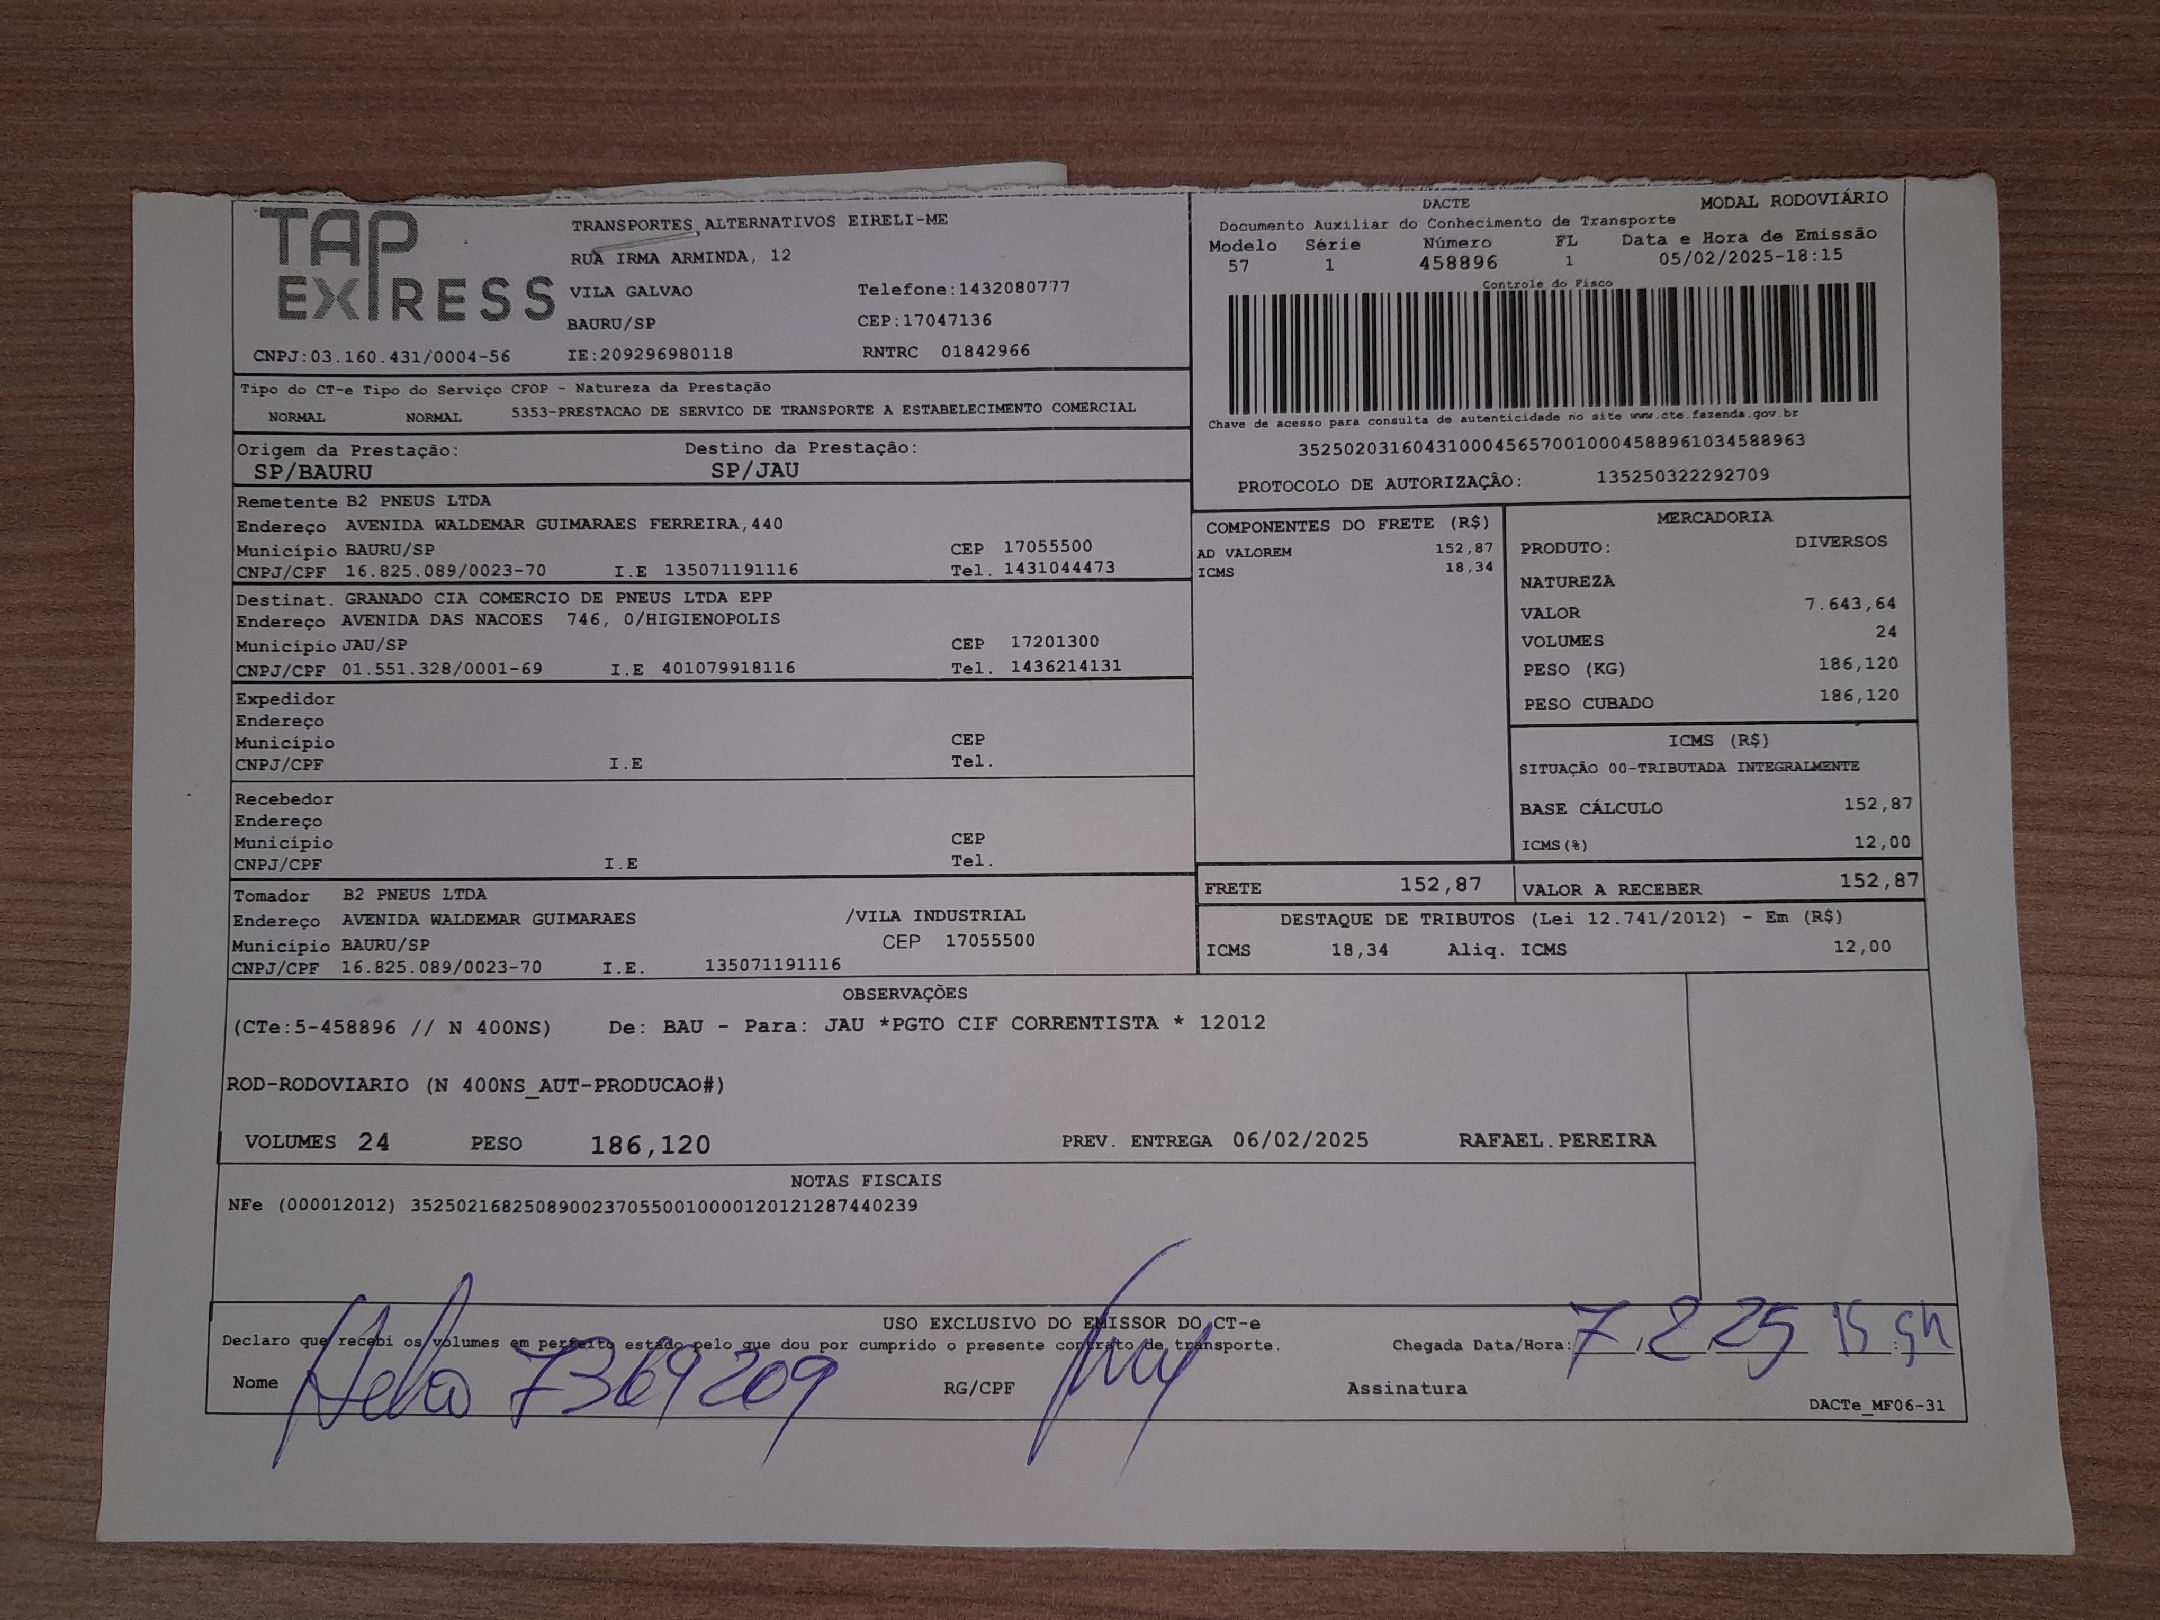 TAP
EXPRESS
TRANSPORTES ALTERNATIVOS EIRELI-ME
RUA IRMA ARMINDA, 12
VILA GALVAO Telefone:1432080777
BAURU/SP CEP:17047136
CNPJ:03.160.431/0004-56 IE:209296980118 RNTRC 01842966
DACTE MODAL RODOVIÁRIO
Documento Auxiliar do Conhecimento de Transporte
Modelo Série Número FL Data e Hora de Emissão
57 1 458896 1 05/02/2025-18:15
Controle do Fisco
Chave de acesso para consulta de autenticidade no site www.cte.fazenda.gov.br
35250203160431000456570010004588961034588963
PROTOCOLO DE AUTORIZAÇÃO: 135250322292709
Tipo do CT-e Tipo do Serviço CFOP - Natureza da Prestação
NORMAL NORMAL 5353-PRESTACAO DE SERVICO DE TRANSPORTE A ESTABELECIMENTO COMERCIAL
Origem da Prestação: Destino da Prestação:
SP/BAURU SP/JAU
Remetente B2 PNEUS LTDA
Endereço AVENIDA WALDEMAR GUIMARAES FERREIRA,440
Município BAURU/SP CEP 17055500
CNPJ/CPF 16.825.089/0023-70 I.E 135071191116 Tel. 1431044473
Destinat. GRANADO CIA COMERCIO DE PNEUS LTDA EPP
Endereço AVENIDA DAS NACOES 746, 0/HIGIENOPOLIS
Município JAU/SP CEP 17201300
CNPJ/CPF 01.551.328/0001-69 I.E 401079918116 Tel. 1436214131
Expedidor
Endereço
Município CEP
CNPJ/CPF I.E Tel.
Recebedor
Endereço
Município CEP
CNPJ/CPF I.E Tel.
Tomador B2 PNEUS LTDA
Endereço AVENIDA WALDEMAR GUIMARAES /VILA INDUSTRIAL
Município BAURU/SP CEP 17055500
CNPJ/CPF 16.825.089/0023-70 I.E. 135071191116
COMPONENTES DO FRETE (R$)
AD VALOREM 152,87
ICMS 18,34
MERCADORIA
PRODUTO: DIVERSOS
NATUREZA
VALOR 7.643,64
VOLUMES 24
PESO (KG) 186,120
PESO CUBADO 186,120
ICMS (R$)
SITUAÇÃO 00-TRIBUTADA INTEGRALMENTE
BASE CÁLCULO 152,87
ICMS(%) 12,00
FRETE 152,87 VALOR A RECEBER 152,87
DESTAQUE DE TRIBUTOS (Lei 12.741/2012) - Em (R$)
ICMS 18,34 Aliq. ICMS 12,00
OBSERVAÇÕES
(CTe:5-458896 // N 400NS) De: BAU - Para: JAU *PGTO CIF CORRENTISTA * 12012
ROD-RODOVIARIO (N 400NS_AUT-PRODUCAO#)
VOLUMES 24 PESO 186,120 PREV. ENTREGA 06/02/2025 RAFAEL.PEREIRA
NOTAS FISCAIS
NFe (000012012) 35250216825089002370550010000120121287440239
USO EXCLUSIVO DO EMISSOR DO CT-e
Declaro que recebi os volumes em perfeito estado pelo que dou por cumprido o presente contrato de transporte. Chegada Data/Hora: 7/2 25
Nome 7369209 RG/CPF Assinatura
DACTe_MF06-31